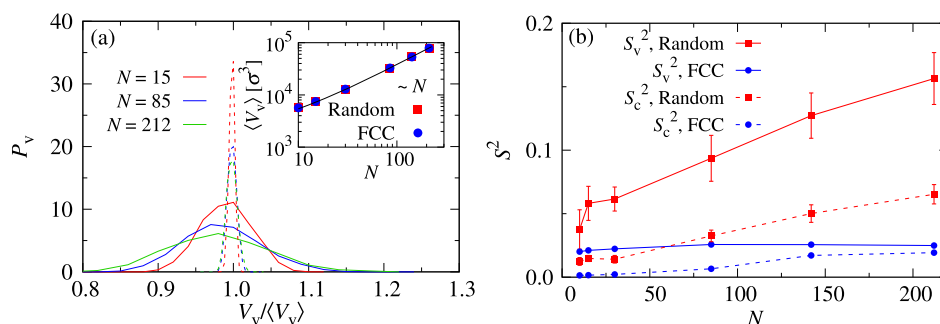 (a)
P_v
40
30
20
10
0
N = 15
N = 85
N = 212
0.8 0.9 1.0 1.1 1.2 1.3
V_v/⟨V_v⟩
⟨V_v⟩ [σ^3]
10^5
10^4
10^3
10 100
N
~ N
Random
FCC
(b)
S^2
0.2
0.1
0.0
S_v^2, Random
S_v^2, FCC
S_c^2, Random
S_c^2, FCC
0 50 100 150 200
N